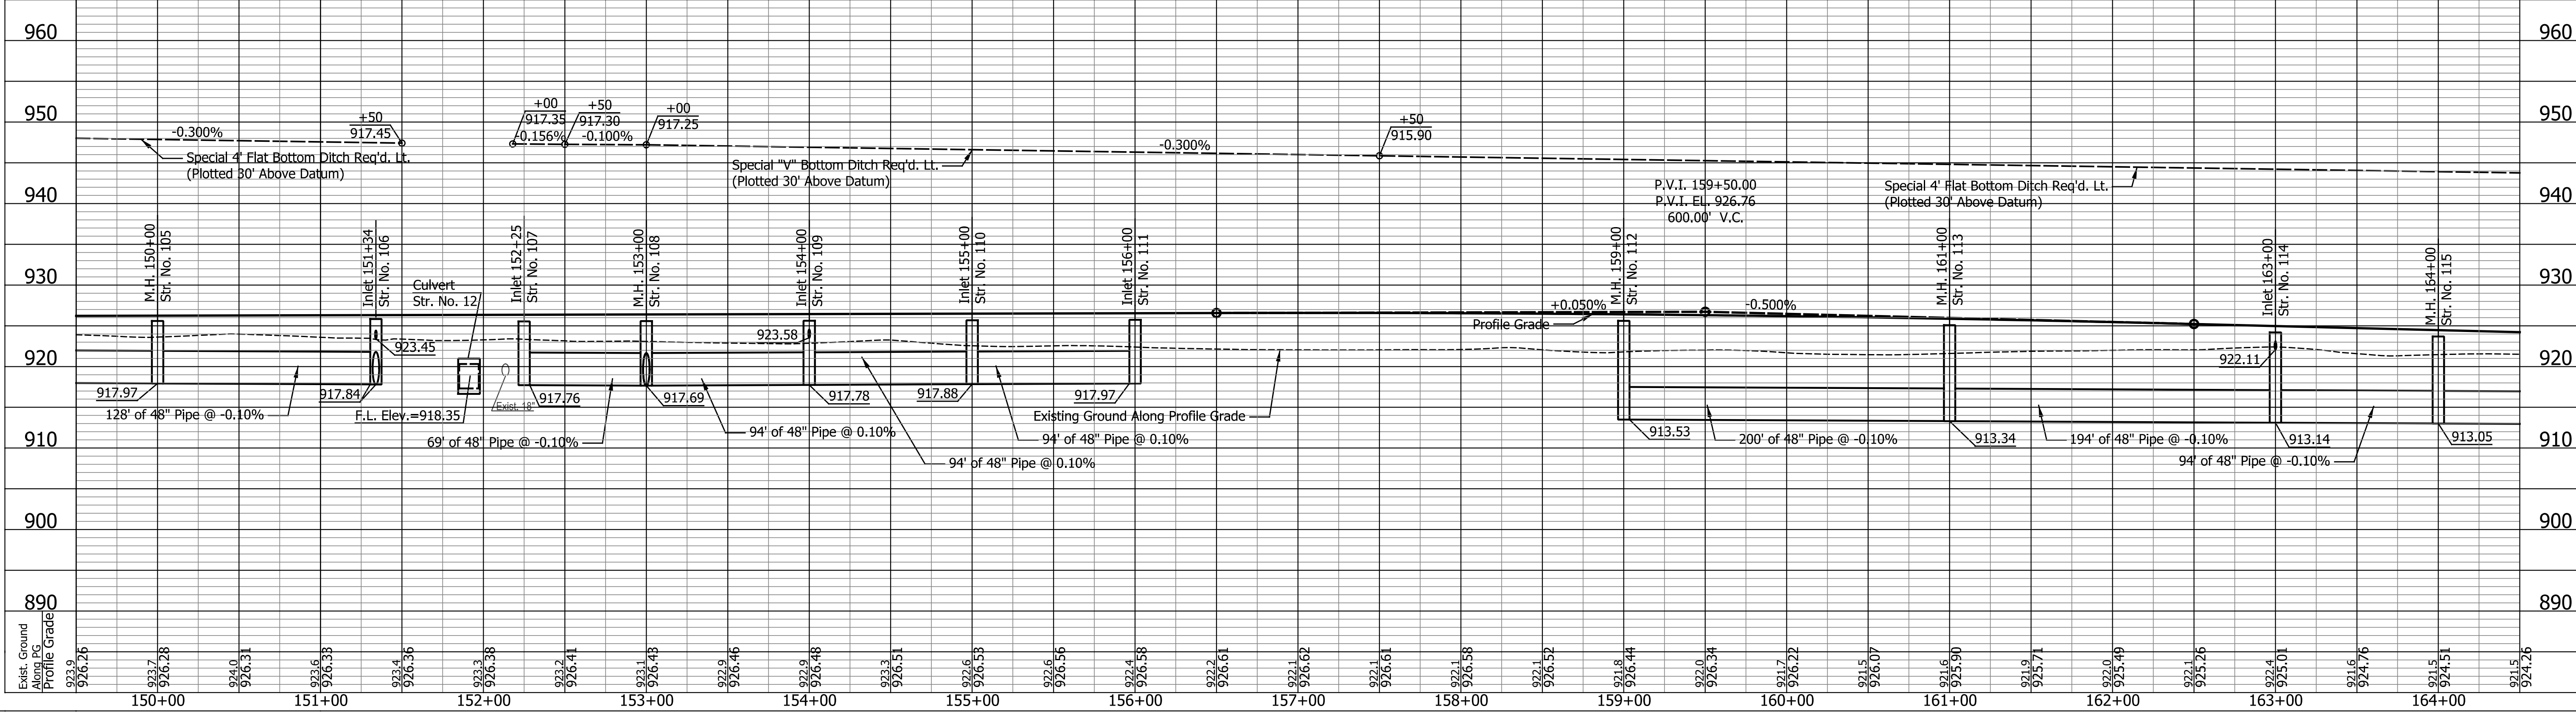 960
950
940
930
920
910
900
890
960
950
940
930
920
910
900
890
-0.300%
+50
917.45
Special 4' Flat Bottom Ditch Req'd. Lt.
(Plotted 30' Above Datum)
+00
917.35
-0.156%
+50
917.30
-0.100%
+00
917.25
Special "V" Bottom Ditch Req'd. Lt.
(Plotted 30' Above Datum)
-0.300%
+50
915.90
P.V.I. 159+50.00
P.V.I. EL. 926.76
600.00' V.C.
Special 4' Flat Bottom Ditch Req'd. Lt.
(Plotted 30' Above Datum)
M.H. 150+00
Str. No. 105
Inlet 151+34
Str. No. 106
Culvert
Str. No. 12
Inlet 152+25
Str. No. 107
M.H. 153+00
Str. No. 108
Inlet 154+00
Str. No. 109
Inlet 155+00
Str. No. 110
Inlet 156+00
Str. No. 111
M.H. 159+00
Str. No. 112
M.H. 161+00
Str. No. 113
Inlet 163+00
Str. No. 114
M.H. 164+00
Str. No. 115
+0.050%
-0.500%
Profile Grade
923.45
923.58
922.11
917.97
128' of 48" Pipe @ -0.10%
917.84
F.L. Elev.=918.35
Exist. 18"
917.76
69' of 48" Pipe @ -0.10%
917.69
94' of 48" Pipe @ 0.10%
917.78
94' of 48" Pipe @ 0.10%
917.88
94' of 48" Pipe @ 0.10%
917.97
Existing Ground Along Profile Grade
913.53
200' of 48" Pipe @ -0.10%
913.34
194' of 48" Pipe @ -0.10%
913.14
94' of 48" Pipe @ -0.10%
913.05
Exist. Ground
Along PG
Profile Grade
923.9
926.26
923.7
926.28
924.0
926.31
923.6
926.33
923.4
926.36
923.3
926.38
923.2
926.41
923.1
926.43
922.9
926.46
922.9
926.48
923.3
926.51
922.6
926.53
922.6
926.56
922.4
926.58
922.2
926.61
922.1
926.62
922.1
926.61
922.1
926.58
922.1
926.52
921.8
926.44
922.0
926.34
921.7
926.22
921.5
926.07
921.6
925.90
921.9
925.71
922.0
925.49
922.1
925.26
922.4
925.01
921.6
924.76
921.5
924.51
921.5
924.26
150+00
151+00
152+00
153+00
154+00
155+00
156+00
157+00
158+00
159+00
160+00
161+00
162+00
163+00
164+00